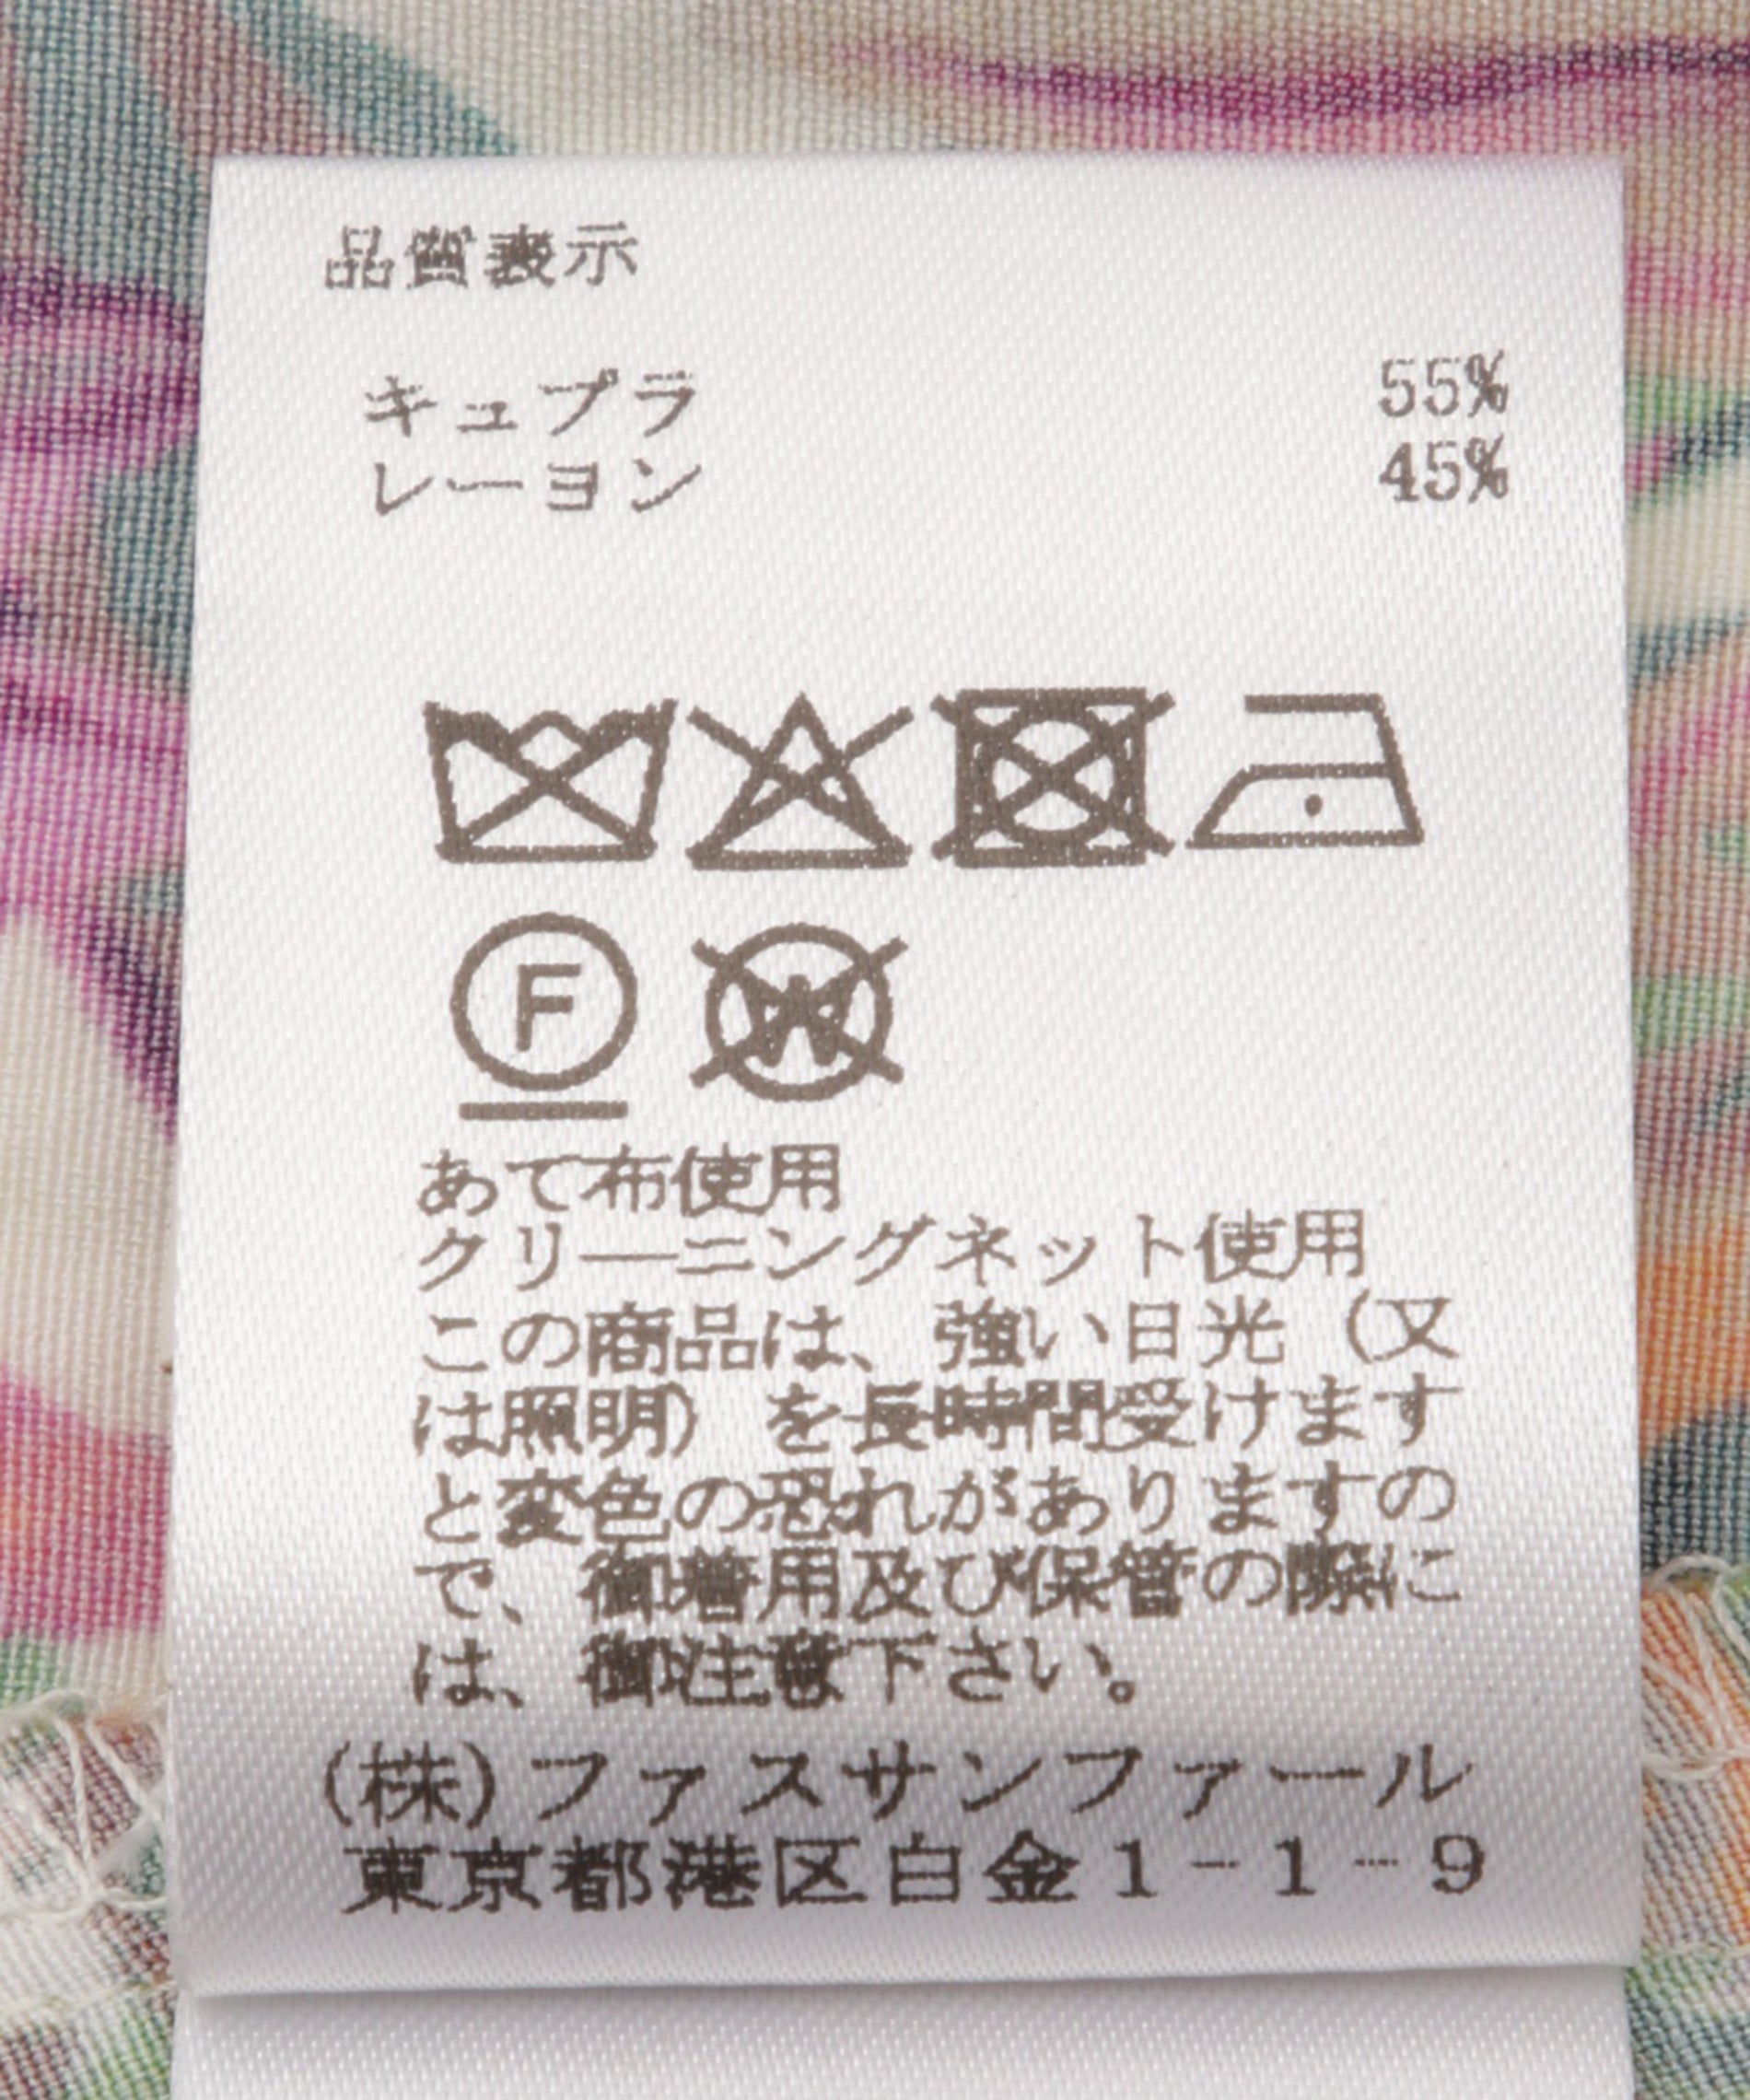 品質表示
キュプラ 55%
レーヨン 45%
F
W
あて布使用
クリーニングネット使用
この商品は、強い日光（又
は照明）を長時間受けます
と変色の恐れがありますの
で、御着用及び保管の際に
は、御注意下さい。
(株)ファスサンファール
東京都港区白金1-1-9